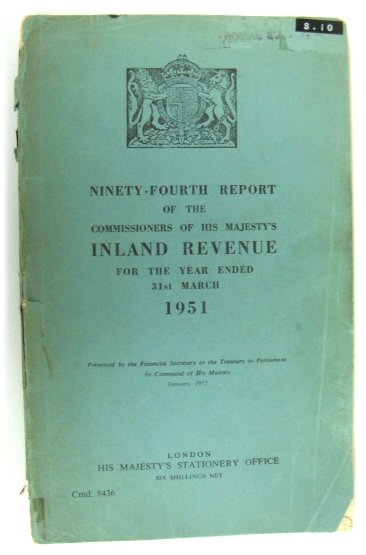 S.10
NINETY-FOURTH REPORT
OF THE
COMMISSIONERS OF HIS MAJESTY'S
INLAND REVENUE
FOR THE YEAR ENDED
31st MARCH
1951
Presented by the Financial Secretary to the Treasury to Parliament
by Command of His Majesty
January 1952
LONDON
HIS MAJESTY'S STATIONERY OFFICE
SIX SHILLINGS NET
Cmd. 8436